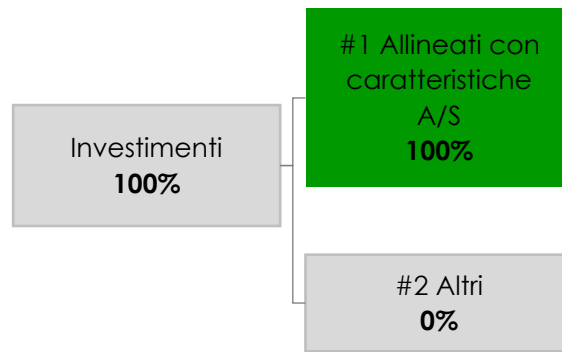 Investimenti
100%
#1 Allineati con
caratteristiche
A/S
100%
#2 Altri
0%